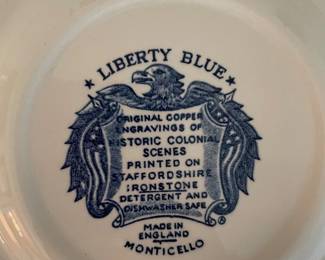 ★ LIBERTY BLUE ★
ORIGINAL COPPER
ENGRAVINGS OF
HISTORIC COLONIAL
SCENES
PRINTED ON
STAFFORDSHIRE
IRONSTONE
DETERGENT AND
DISHWASHER SAFE
®
MADE IN
ENGLAND
MONTICELLO